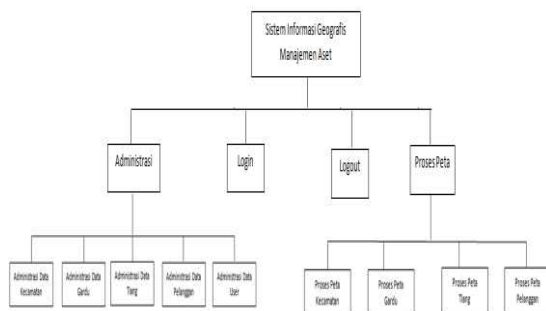 Sistem Informasi Geografis
Manajemen Aset
Administrasi
Login
Logout
Proses Peta
Administrasi Data
Kecamatan
Administrasi Data
Gardu
Administrasi Data
Tiang
Administrasi Data
Pelanggan
Administrasi Data
User
Proses Peta
Kecamatan
Proses Peta
Gardu
Proses Peta
Tiang
Proses Peta
Pelanggan